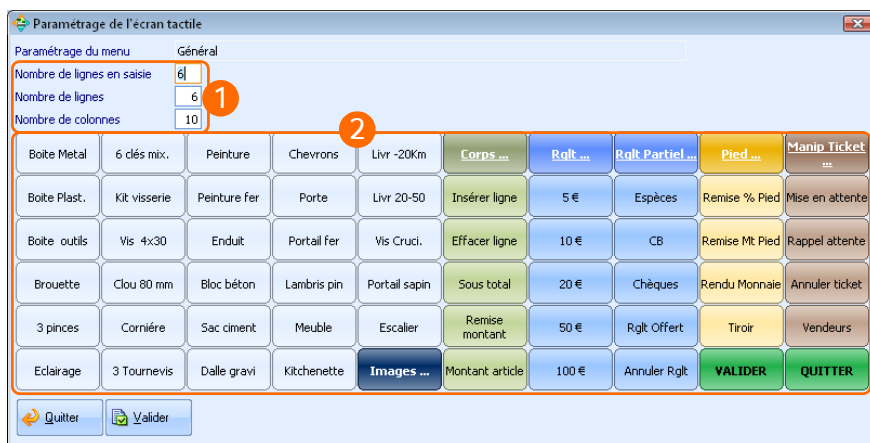 Paramétrage de l'écran tactile
Paramétrage du menu Général
Nombre de lignes en saisie 6
Nombre de lignes 6
Nombre de colonnes 10
1
2
Boite Metal 6 clés mix. Peinture Chevrons Livr -20Km Corps ... Rglt ... Rglt Partiel ... Pied ... Manip Ticket ...
Boite Plast. Kit visserie Peinture fer Porte Livr 20-50 Insérer ligne 5 € Espèces Remise % Pied Mise en attente
Boite outils Vis 4x30 Enduit Portail fer Vis Cruci. Effacer ligne 10 € CB Remise Mt Pied Rappel attente
Brouette Clou 80 mm Bloc béton Lambris pin Portail sapin Sous total 20 € Chèques Rendu Monnaie Annuler ticket
3 pinces Corniére Sac ciment Meuble Escalier Remise montant 50 € Rglt Offert Tiroir Vendeurs
Eclairage 3 Tournevis Dalle gravi Kitchenette Images ... Montant article 100 € Annuler Rglt VALIDER QUITTER
Quitter Valider